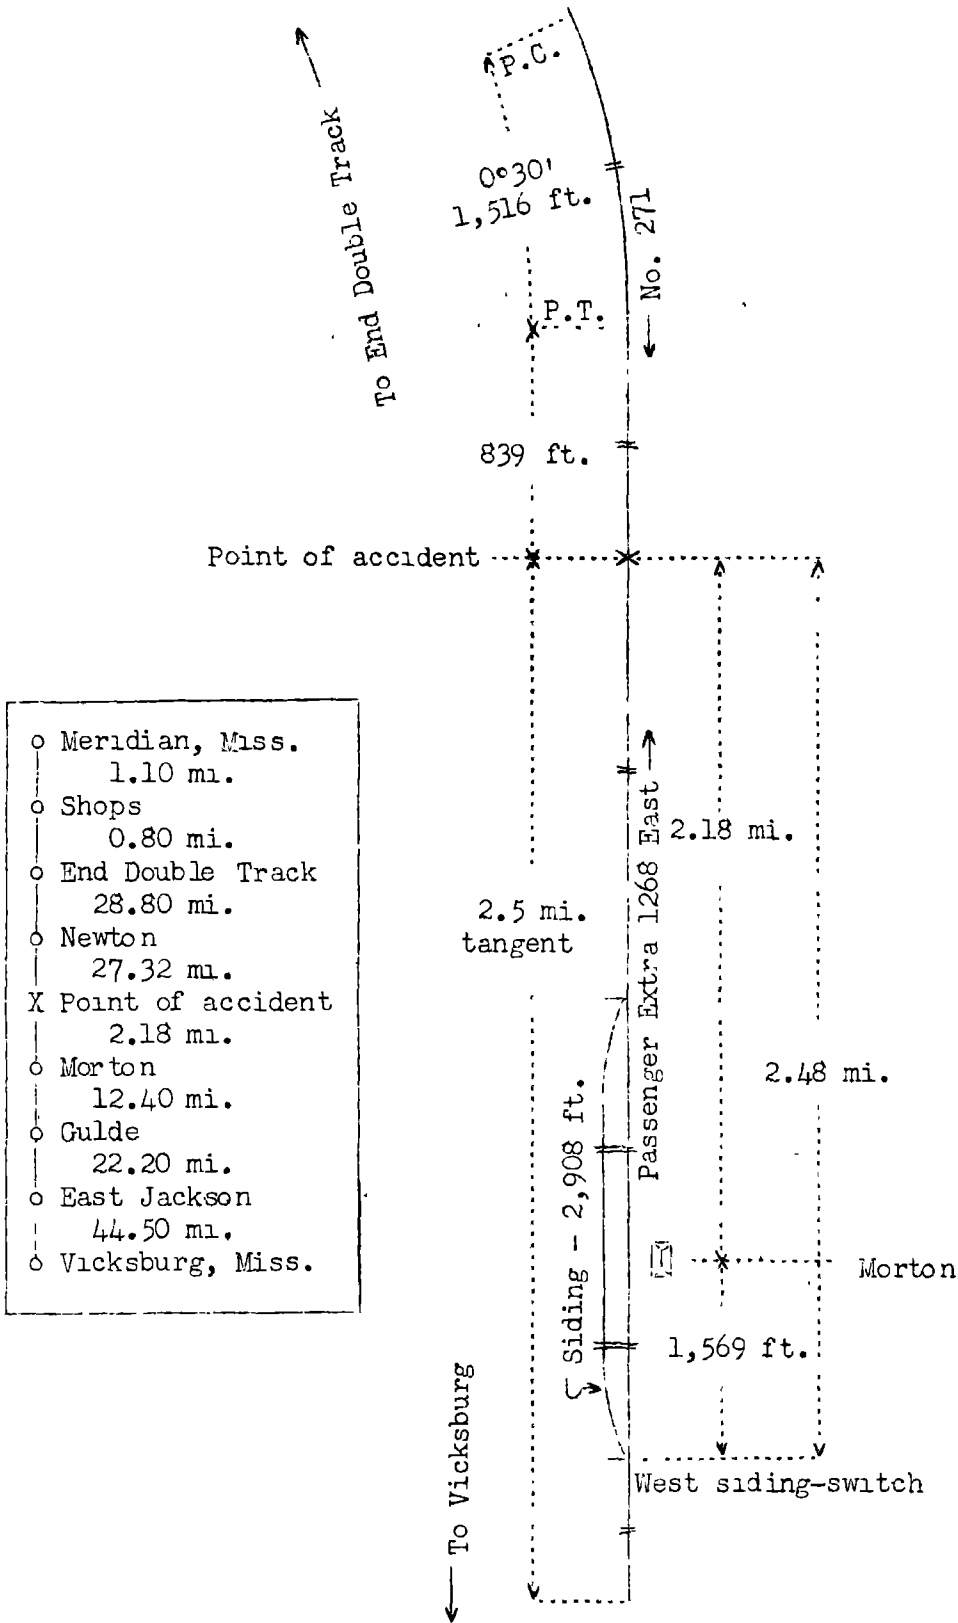 P.C.
To End Double Track
0°30'
1,516 ft.
No. 271
P.T.
839 ft.
Point of accident
Meridian, Miss.
1.10 mi.
Shops
0.80 mi.
End Double Track
28.80 mi.
Newton
27.32 mi.
X Point of accident
2.18 mi.
Morton
12.40 mi.
Gulde
22.20 mi.
East Jackson
44.50 mi.
Vicksburg, Miss.
Passenger Extra 1268 East
2.18 mi.
2.5 mi.
tangent
2.48 mi.
Siding - 2,908 ft.
Morton
1,569 ft.
To Vicksburg
West siding-switch